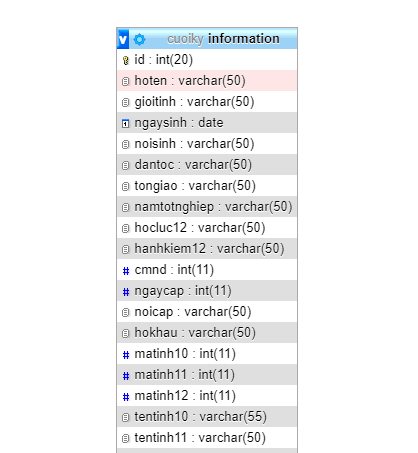 v cuoiky information
id : int(20)
hoten : varchar(50)
gioitinh : varchar(50)
ngaysinh : date
noisinh : varchar(50)
dantoc : varchar(50)
tongiao : varchar(50)
namtotnghiep : varchar(50)
hocluc12 : varchar(50)
hanhkiem12 : varchar(50)
# cmnd : int(11)
# ngaycap : int(11)
noicap : varchar(50)
hokhau : varchar(50)
# matinh10 : int(11)
# matinh11 : int(11)
# matinh12 : int(11)
tentinh10 : varchar(55)
tentinh11 : varchar(50)